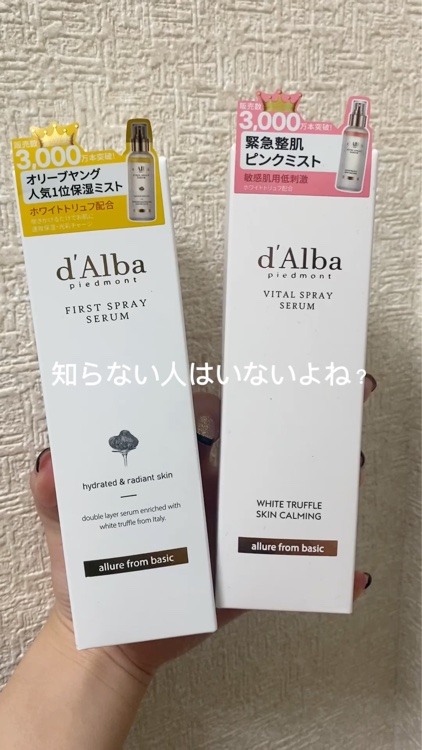 販売数
3,000万本突破!
オリーブヤング
人気1位保湿ミスト
ホワイトトリュフ配合
d'Alba
piedmont
FIRST SPRAY
SERUM
hydrated & radiant skin
double layer serum enriched with
white truffle from Italy.
allure from basic
販売数
3,000万本突破!
緊急整肌
ピンクミスト
敏感肌用低刺激
ホワイトトリュフ配合
d'Alba
piedmont
VITAL SPRAY
SERUM
WHITE TRUFFLE
SKIN CALMING
allure from basic
知らない人はいないよね?